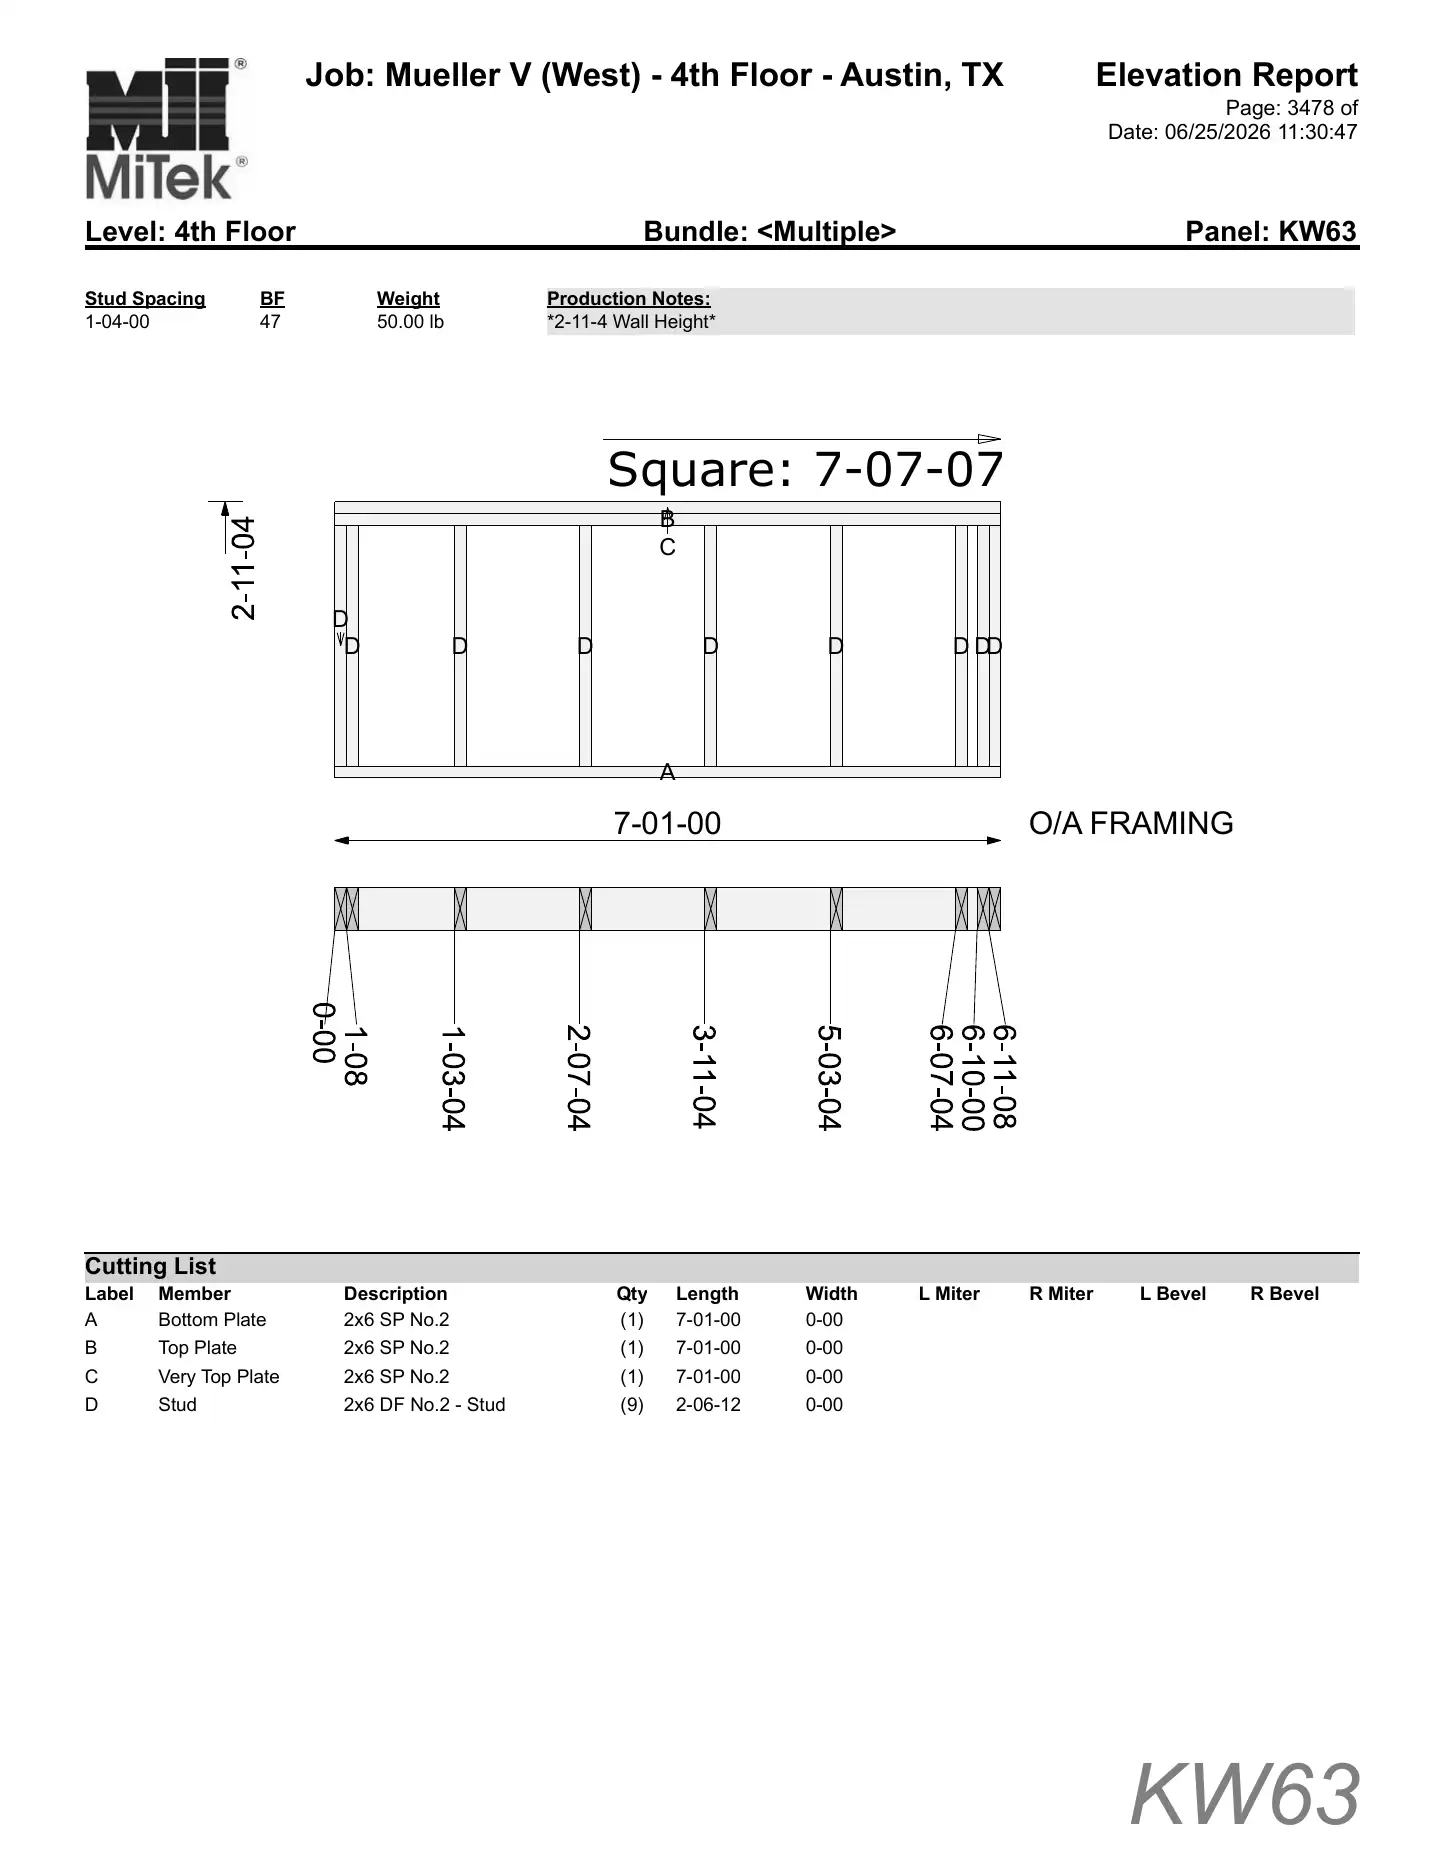 Job: Mueller V (West) - 4th Floor - Austin, TX
Elevation Report
Page: 3478 of
Date: 06/25/2026 11:30:47
MiTek®
Level: 4th Floor
Bundle: <Multiple>
Panel: KW63
Stud Spacing BF Weight Production Notes:
1-04-00 47 50.00 lb *2-11-4 Wall Height*
Square: 7-07-07
2-11-04
B
C
D
D D D D D D D D
A
7-01-00
O/A FRAMING
0-00 1-08 1-03-04 2-07-04 3-11-04 5-03-04 6-07-04 6-10-00 6-11-08
Cutting List
Label Member Description Qty Length Width L Miter R Miter L Bevel R Bevel
A Bottom Plate 2x6 SP No.2 (1) 7-01-00 0-00
B Top Plate 2x6 SP No.2 (1) 7-01-00 0-00
C Very Top Plate 2x6 SP No.2 (1) 7-01-00 0-00
D Stud 2x6 DF No.2 - Stud (9) 2-06-12 0-00
KW63